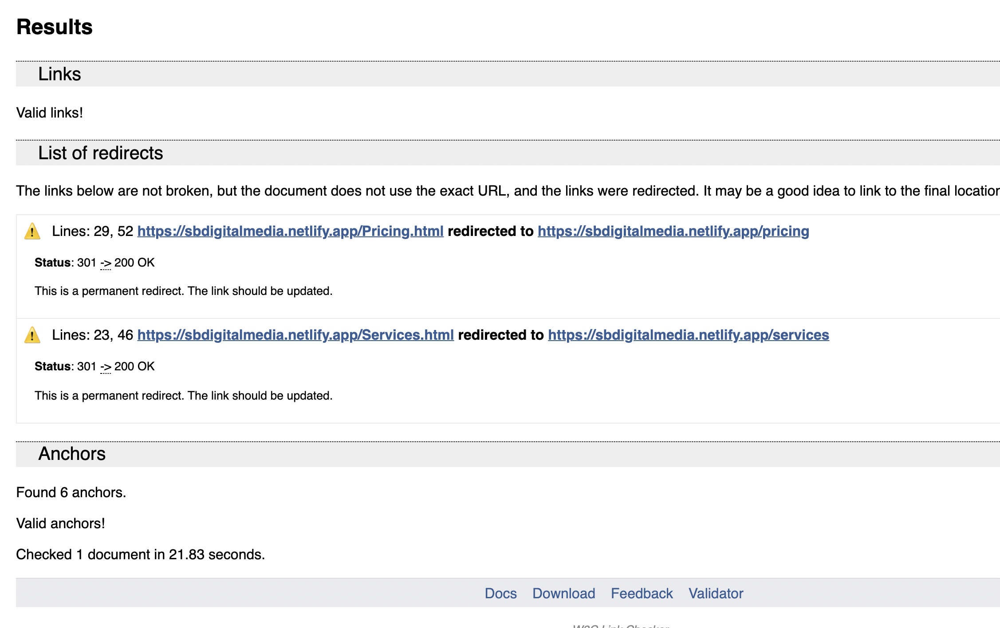 Results
Links
Valid links!
List of redirects
The links below are not broken, but the document does not use the exact URL, and the links were redirected. It may be a good idea to link to the final location
Lines: 29, 52 https://sbdigitalmedia.netlify.app/Pricing.html redirected to https://sbdigitalmedia.netlify.app/pricing
Status: 301 -> 200 OK
This is a permanent redirect. The link should be updated.
Lines: 23, 46 https://sbdigitalmedia.netlify.app/Services.html redirected to https://sbdigitalmedia.netlify.app/services
Status: 301 -> 200 OK
This is a permanent redirect. The link should be updated.
Anchors
Found 6 anchors.
Valid anchors!
Checked 1 document in 21.83 seconds.
Docs Download Feedback Validator
W3C Link Checker